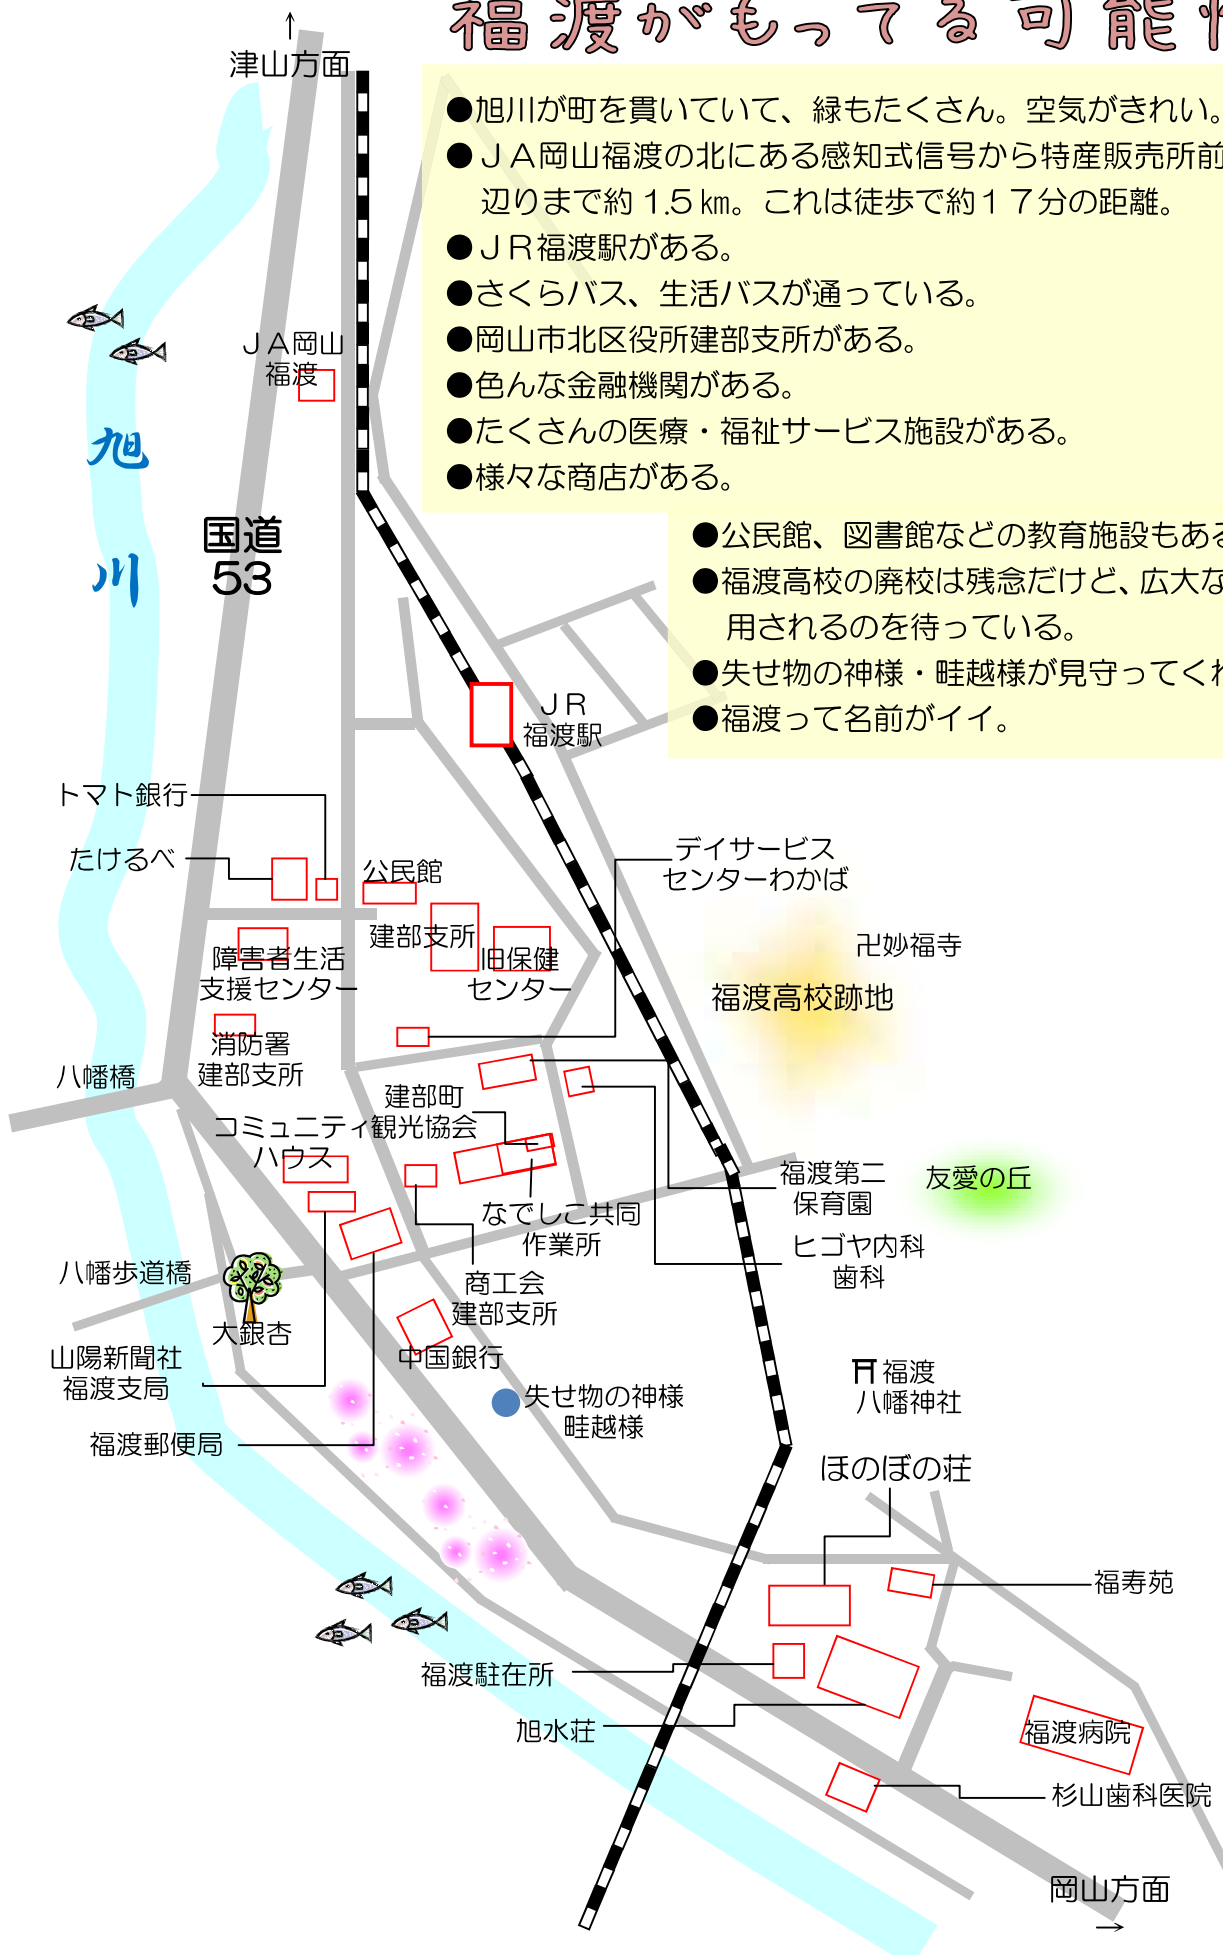 福渡がもってる可能
津山方面
●旭川が町を貫いていて、緑もたくさん。空気がきれい。
●ＪＡ岡山福渡の北にある感知式信号から特産販売所前
辺りまで約1.5㎞。これは徒歩で約１７分の距離。
●ＪＲ福渡駅がある。
●さくらバス、生活バスが通っている。
●岡山市北区役所建部支所がある。
●色んな金融機関がある。
●たくさんの医療・福祉サービス施設がある。
●様々な商店がある。
●公民館、図書館などの教育施設もある
●福渡高校の廃校は残念だけど、広大な
用されるのを待っている。
●失せ物の神様・畦越様が見守ってくれ
●福渡って名前がイイ。
ＪＡ岡山
福渡
旭
川
国道
53
ＪＲ
福渡駅
トマト銀行
たけるべ
公民館
デイサービス
センターわかば
建部支所
旧保健
センター
卍妙福寺
福渡高校跡地
障害者生活
支援センター
消防署
建部支所
八幡橋
建部町
観光協会
コミュニティ
ハウス
福渡第二
保育園
友愛の丘
なでしこ共同
作業所
ヒゴヤ内科
歯科
八幡歩道橋
商工会
建部支所
大銀杏
山陽新聞社
福渡支局
中国銀行
福渡
八幡神社
失せ物の神様
畦越様
福渡郵便局
ほのぼの荘
福寿苑
福渡駐在所
旭水荘
福渡病院
杉山歯科医院
岡山方面